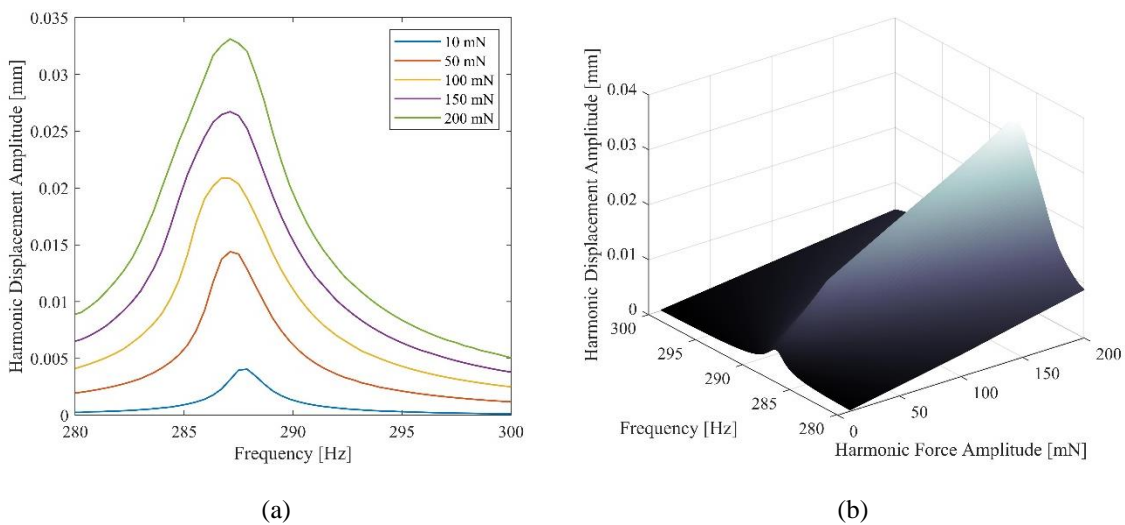 Harmonic Displacement Amplitude [mm]
0.035
0.03
0.025
0.02
0.015
0.01
0.005
0
10 mN
50 mN
100 mN
150 mN
200 mN
280
285
290
295
300
Frequency [Hz]
(a)
Harmonic Displacement Amplitude [mm]
0.04
0.03
0.02
0.01
0
300
295
290
285
280
Frequency [Hz]
0
50
100
150
200
Harmonic Force Amplitude [mN]
(b)